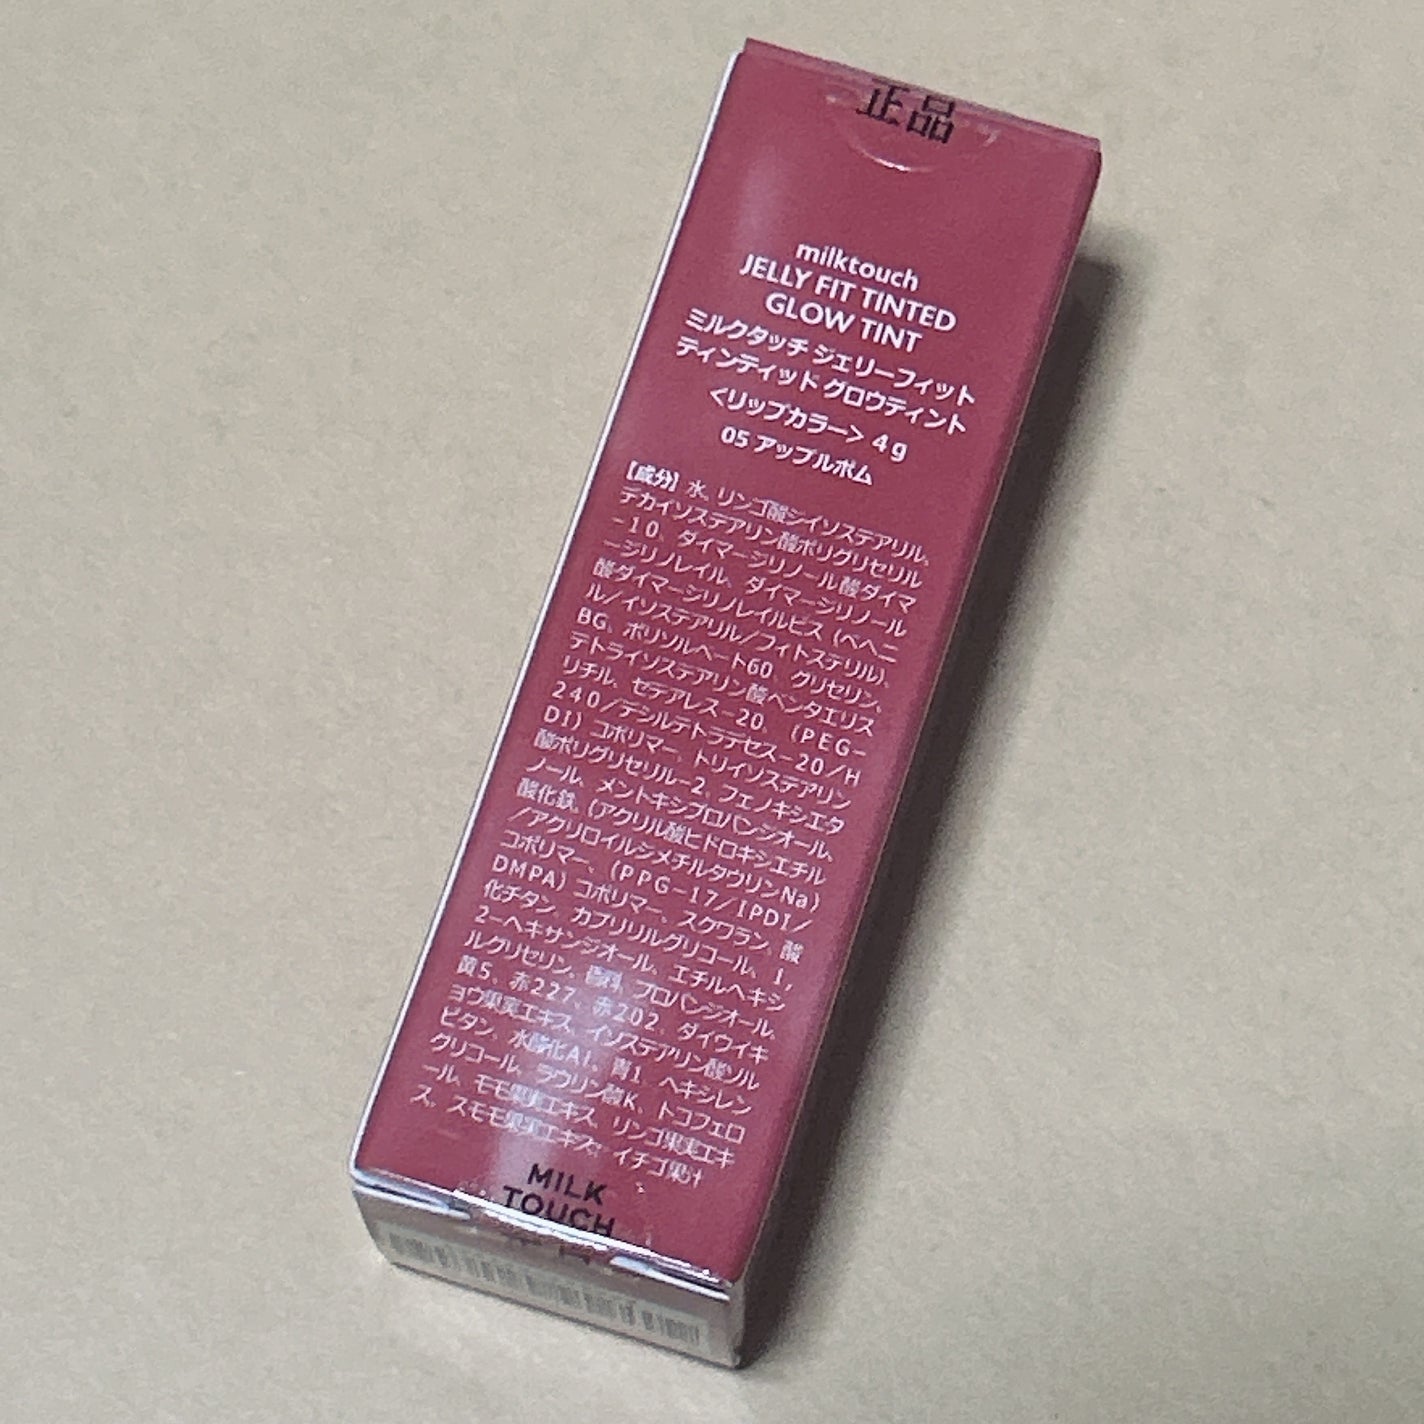 正品
milktouch
JELLY FIT TINTED
GLOW TINT
ミルクタッチ ジェリーフィット
ティンティッド グロウティント
<リップカラー> 4g
05 アップルポム
【成分】水、リンゴ酸ジイソステアリル、
デカイソステアリン酸ポリグリセリル
-10、ダイマージリノール酸ダイマ
ージリノレイル、ダイマージリノール
酸ダイマージリノレイルビス(ベヘニ
ル/イソステアリル/フィトステリル)、
BG、ポリソルベート60、グリセリン、
テトライソステアリン酸ペンタエリス
リチル、セテアレス-20、(PEG-
240/デシルテトラデセス-20/H
DI)コポリマー、トリイソステアリン
酸ポリグリセリル-2、フェノキシエタ
ノール、メントキシプロパンジオール、
酸化鉄、(アクリル酸ヒドロキシエチル
/アクリロイルジメチルタウリンNa)
コポリマー、(PPG-17/IPDI/
DMPA)コポリマー、スクワラン、酸
化チタン、カプリリルグリコール、1,
2-ヘキサンジオール、エチルヘキシ
ルグリセリン、香料、プロパンジオール、
黄5、赤227、赤202、ダイウイキ
ョウ果実エキス、イソステアリン酸ソル
ビタン、水酸化Al、青1、ヘキシレン
グリコール、ラウリン酸K、トコフェロ
ール、モモ果実エキス、リンゴ果実エキ
ス、スモモ果実エキス、イチゴ果汁
MILK
TOUCH